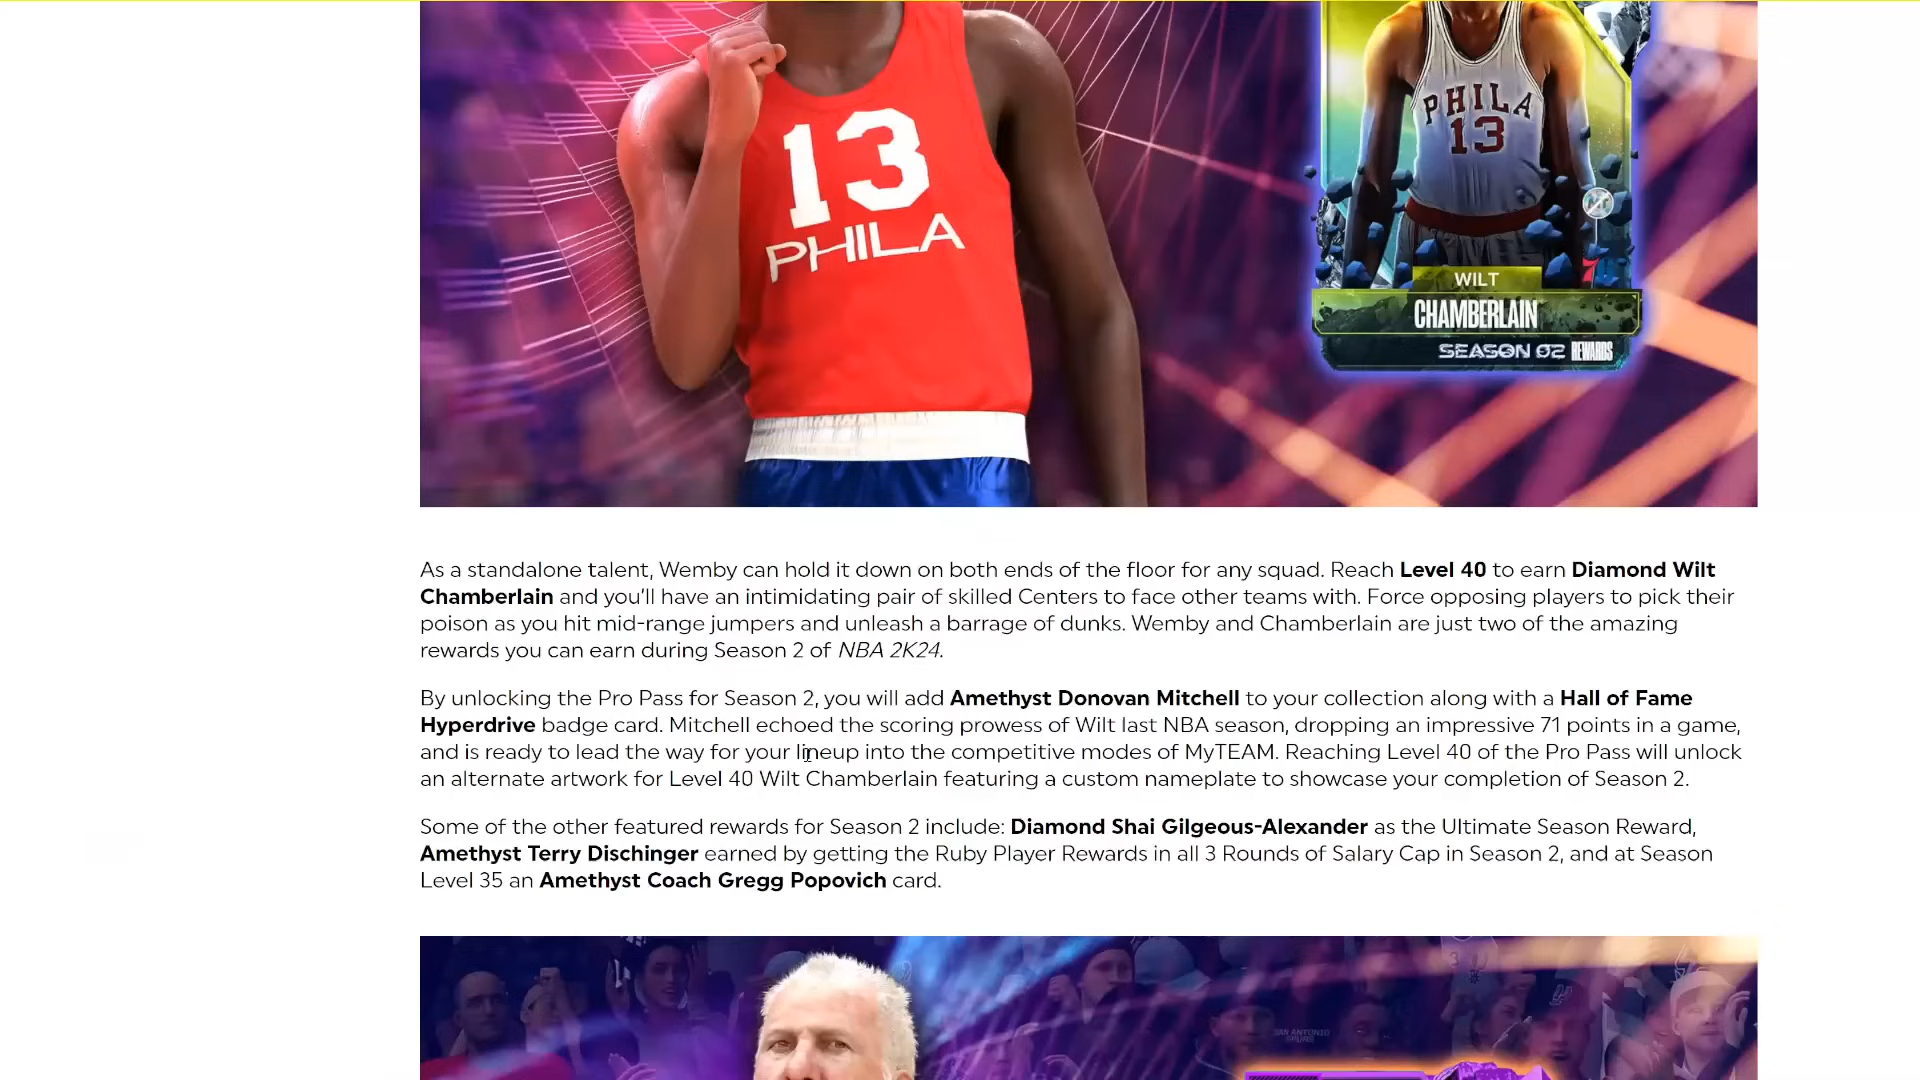 13
PHILA
PHILA
13
WILT
CHAMBERLAIN
SEASON 02 REWARDS
As a standalone talent, Wemby can hold it down on both ends of the floor for any squad. Reach Level 40 to earn Diamond Wilt
Chamberlain and you’ll have an intimidating pair of skilled Centers to face other teams with. Force opposing players to pick their
poison as you hit mid-range jumpers and unleash a barrage of dunks. Wemby and Chamberlain are just two of the amazing
rewards you can earn during Season 2 of NBA 2K24.
By unlocking the Pro Pass for Season 2, you will add Amethyst Donovan Mitchell to your collection along with a Hall of Fame
Hyperdrive badge card. Mitchell echoed the scoring prowess of Wilt last NBA season, dropping an impressive 71 points in a game,
and is ready to lead the way for your lineup into the competitive modes of MyTEAM. Reaching Level 40 of the Pro Pass will unlock
an alternate artwork for Level 40 Wilt Chamberlain featuring a custom nameplate to showcase your completion of Season 2.
Some of the other featured rewards for Season 2 include: Diamond Shai Gilgeous-Alexander as the Ultimate Season Reward,
Amethyst Terry Dischinger earned by getting the Ruby Player Rewards in all 3 Rounds of Salary Cap in Season 2, and at Season
Level 35 an Amethyst Coach Gregg Popovich card.
SAN ANTONIO
SPURS